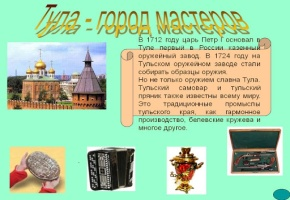 Тула - город мастеров
В 1712 году царь Петр I основал в
Туле первый в России казенный
оружейный завод. В 1724 году на
Тульском оружейном заводе стали
собирать образцы оружия.
Но не только оружием славна Тула.
Тульский самовар и тульский
пряник также известны всему миру.
Это традиционные промыслы
тульского края, как гармонное
производство, белевские кружева и
многое другое.